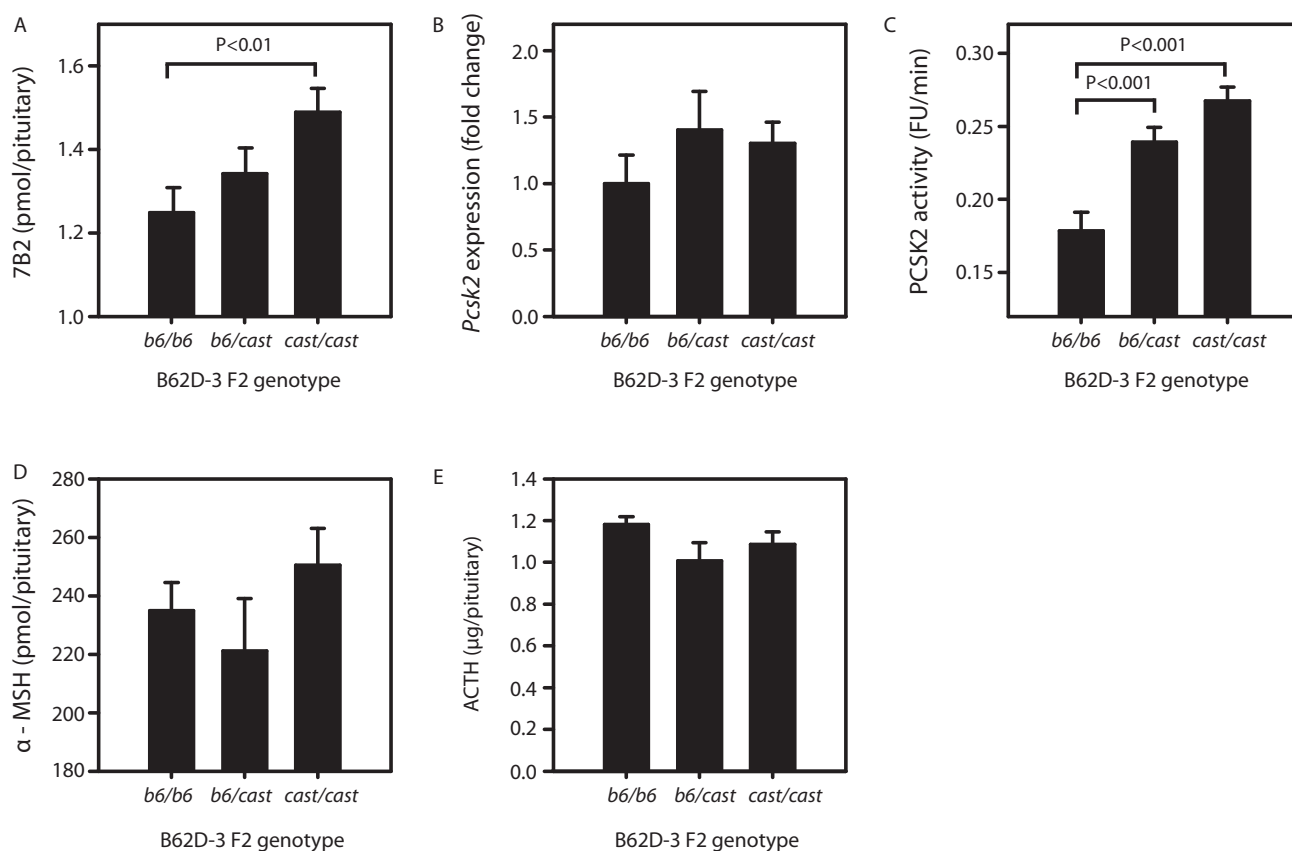 A
7B2 (pmol/pituitary)
1.6
1.4
1.2
1.0
P<0.01
b6/b6 b6/cast cast/cast
B62D-3 F2 genotype
B
Pcsk2 expression (fold change)
2.0
1.5
1.0
0.5
0.0
b6/b6 b6/cast cast/cast
B62D-3 F2 genotype
C
PCSK2 activity (FU/min)
0.30
0.25
0.20
0.15
P<0.001
P<0.001
b6/b6 b6/cast cast/cast
B62D-3 F2 genotype
D
α - MSH (pmol/pituitary)
280
260
240
220
200
180
b6/b6 b6/cast cast/cast
B62D-3 F2 genotype
E
ACTH (µg/pituitary)
1.4
1.2
1.0
0.8
0.6
0.4
0.2
0.0
b6/b6 b6/cast cast/cast
B62D-3 F2 genotype